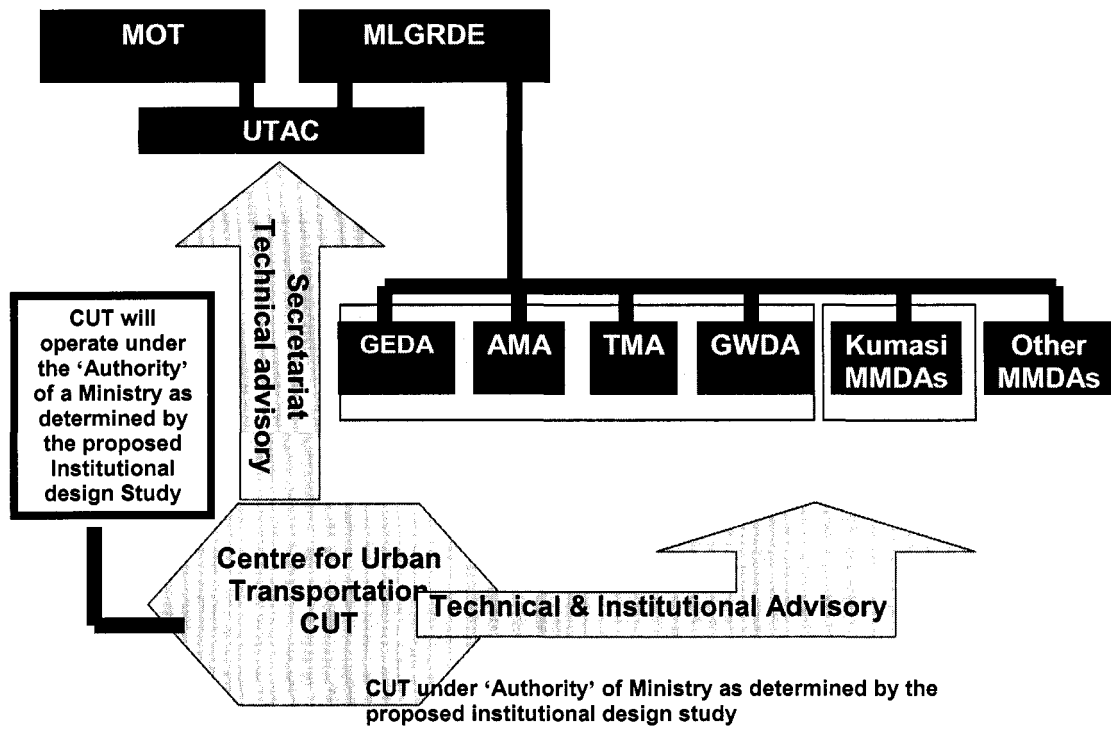 MOT
MLGRDE
UTAC
Secretariat
Technical advisory
GEDA
AMA
TMA
GWDA
Kumasi
MMDAs
Other
MMDAs
CUT will
operate under
the ‘Authority’
of a Ministry as
determined by
the proposed
Institutional
design Study
Centre for Urban
Transportation
CUT
Technical & Institutional Advisory
CUT under ‘Authority’ of Ministry as determined by the
proposed institutional design study